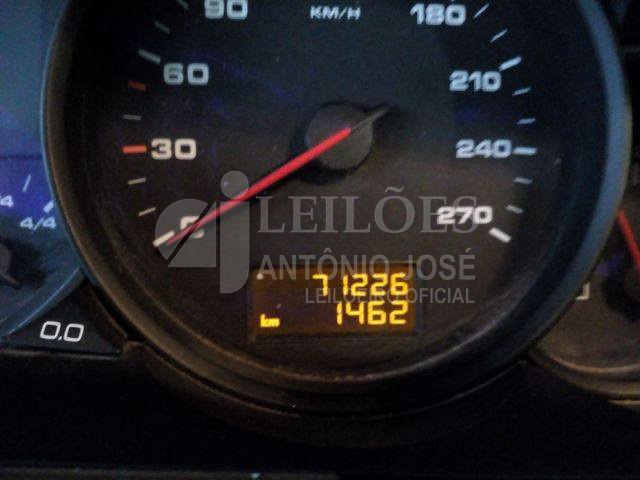 90
KM/H
180
60
210
30
240
0
270
LEILÕES
ANTÔNIO JOSÉ
LEILOEIRO OFICIAL
4/4
71226
km 1462
0.0